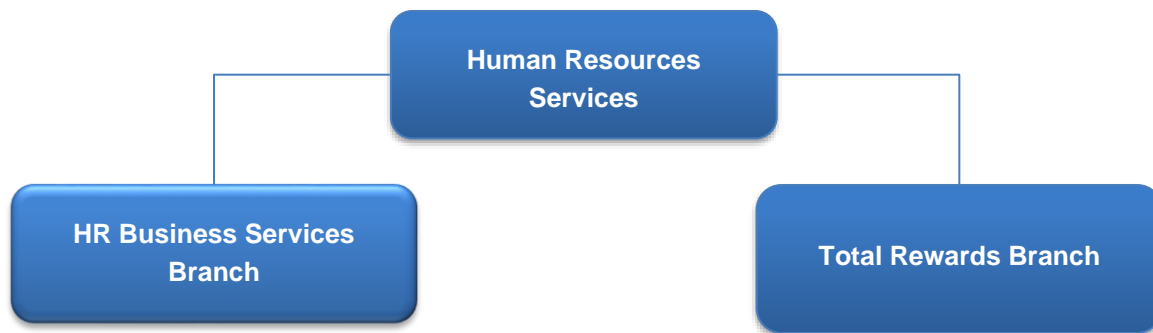 Human Resources
Services
HR Business Services
Branch
Total Rewards Branch